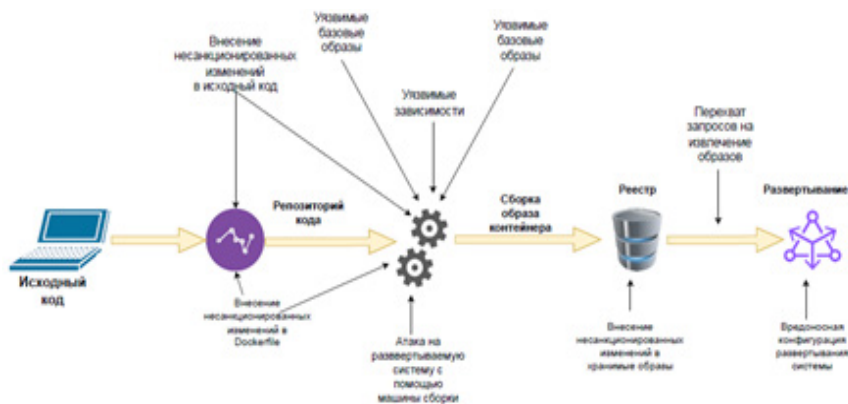 Внесение
несанкционированных
изменений
в исходный код
Уязвимые
базовые
образы
Уязвимые
базовые
образы
Уязвимые
зависимости
Перехват
запросов на
извлечение
образов
Репозиторий
кода
Сборка
образа
контейнера
Реестр
Развертывание
Исходный
код
Внесение
несанкционированных
изменений в
Dockerfile
Атака на
разввертываемую
систему с
помощью
машины сборки
Внесение
несанкционированных
изменений в
хранимые образы
Вредоносная
конфигурация
развертывания
системы